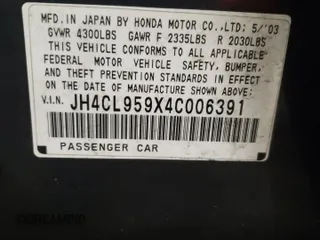 MFD. IN JAPAN BY HONDA MOTOR CO.,LTD: 5/'03
GVWR 4300LBS GAWR F 2335LBS R 2030LBS
THIS VEHICLE CONFORMS TO ALL APPLICABLE
FEDERAL MOTOR VEHICLE SAFETY, BUMPER,
AND THEFT PREVENTION STANDARDS IN EFFECT
ON THE DATE OF MANUFACTURE SHOWN ABOVE.
V.I.N. JH4CL959X4C006391
PASSENGER CAR